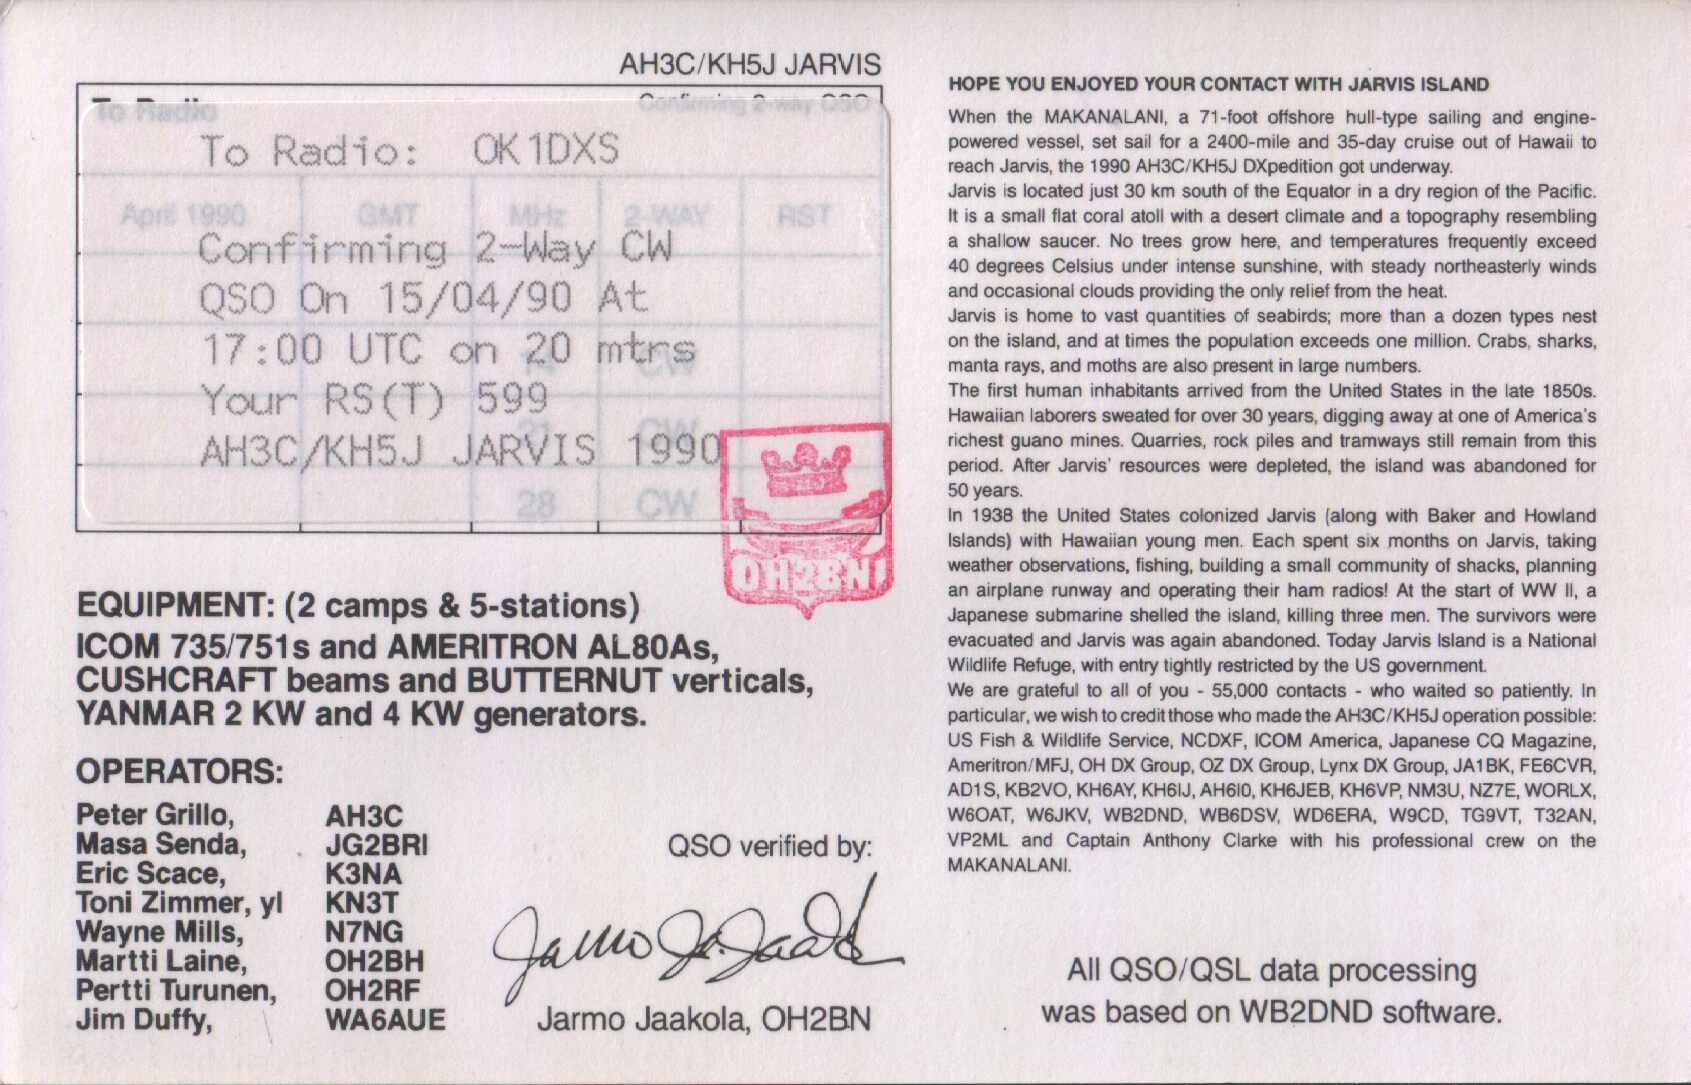 AH3C/KH5J JARVIS
To Radio
Confirming 2-way QSO
To Radio: OK1DXS
April 1990 GMT MHz 2-WAY RST
Confirming 2-Way CW
QSO On 15/04/90 At
17:00 UTC on 20 mtrs
14 CW
Your RS(T) 599
21 CW
AH3C/KH5J JARVIS 1990
28 CW
OH2BN
EQUIPMENT: (2 camps & 5-stations)
ICOM 735/751s and AMERITRON AL80As,
CUSHCRAFT beams and BUTTERNUT verticals,
YANMAR 2 KW and 4 KW generators.
OPERATORS:
Peter Grillo, AH3C
Masa Senda, JG2BRI
Eric Scace, K3NA
Toni Zimmer, yl KN3T
Wayne Mills, N7NG
Martti Laine, OH2BH
Pertti Turunen, OH2RF
Jim Duffy, WA6AUE
QSO verified by:
Jarmo J. Jaakola
Jarmo Jaakola, OH2BN
HOPE YOU ENJOYED YOUR CONTACT WITH JARVIS ISLAND
When the MAKANALANI, a 71-foot offshore hull-type sailing and engine-
powered vessel, set sail for a 2400-mile and 35-day cruise out of Hawaii to
reach Jarvis, the 1990 AH3C/KH5J DXpedition got underway.
Jarvis is located just 30 km south of the Equator in a dry region of the Pacific.
It is a small flat coral atoll with a desert climate and a topography resembling
a shallow saucer. No trees grow here, and temperatures frequently exceed
40 degrees Celsius under intense sunshine, with steady northeasterly winds
and occasional clouds providing the only relief from the heat.
Jarvis is home to vast quantities of seabirds; more than a dozen types nest
on the island, and at times the population exceeds one million. Crabs, sharks,
manta rays, and moths are also present in large numbers.
The first human inhabitants arrived from the United States in the late 1850s.
Hawaiian laborers sweated for over 30 years, digging away at one of America's
richest guano mines. Quarries, rock piles and tramways still remain from this
period. After Jarvis' resources were depleted, the island was abandoned for
50 years.
In 1938 the United States colonized Jarvis (along with Baker and Howland
Islands) with Hawaiian young men. Each spent six months on Jarvis, taking
weather observations, fishing, building a small community of shacks, planning
an airplane runway and operating their ham radios! At the start of WW II, a
Japanese submarine shelled the island, killing three men. The survivors were
evacuated and Jarvis was again abandoned. Today Jarvis Island is a National
Wildlife Refuge, with entry tightly restricted by the US government.
We are grateful to all of you - 55,000 contacts - who waited so patiently. In
particular, we wish to credit those who made the AH3C/KH5J operation possible:
US Fish & Wildlife Service, NCDXF, ICOM America, Japanese CQ Magazine,
Ameritron/MFJ, OH DX Group, OZ DX Group, Lynx DX Group, JA1BK, FE6CVR,
AD1S, KB2VO, KH6AY, KH6IJ, AH6I0, KH6JEB, KH6VP, NM3U, NZ7E, WORLX,
W6OAT, W6JKV, WB2DND, WB6DSV, WD6ERA, W9CD, TG9VT, T32AN,
VP2ML and Captain Anthony Clarke with his professional crew on the
MAKANALANI.
All QSO/QSL data processing
was based on WB2DND software.